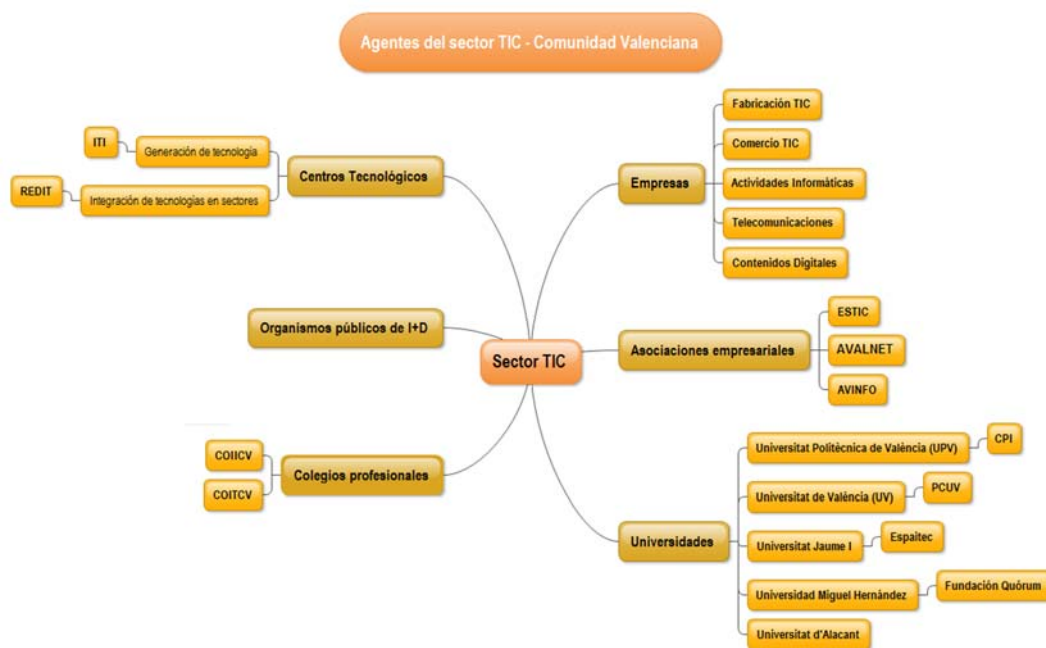 Agentes del sector TIC - Comunidad Valenciana
ITI
Generación de tecnología
REDIT
Integración de tecnologías en sectores
Centros Tecnológicos
Organismos públicos de I+D
COIICV
COITCV
Colegios profesionales
Sector TIC
Empresas
Fabricación TIC
Comercio TIC
Actividades Informáticas
Telecomunicaciones
Contenidos Digitales
Asociaciones empresariales
ESTIC
AVALNET
AVINFO
Universidades
Universitat Politècnica de València (UPV)
CPI
Universitat de València (UV)
PCUV
Universitat Jaume I
Espaitec
Universidad Miguel Hernández
Fundación Quórum
Universitat d'Alacant